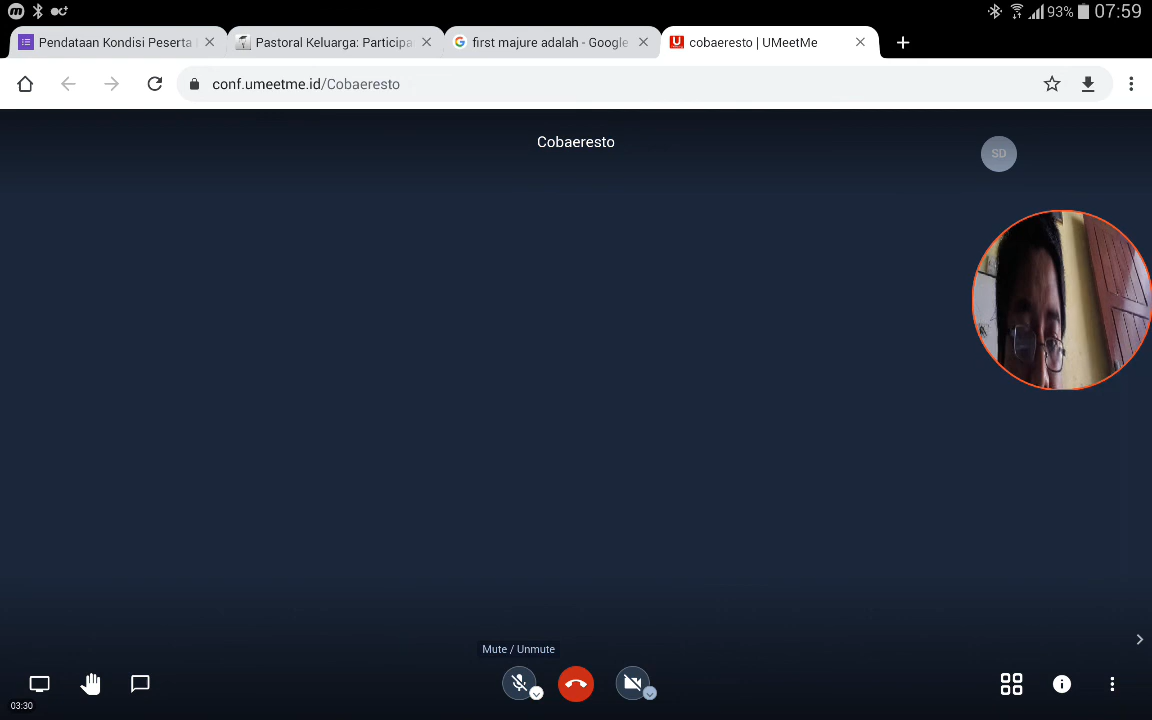 93% 07:59
Pendataan Kondisi Peserta
Pastoral Keluarga: Participa
first majure adalah - Google
cobaeresto | UMeetMe
conf.umeetme.id/Cobaeresto
Cobaeresto
SD
Mute / Unmute
03:30